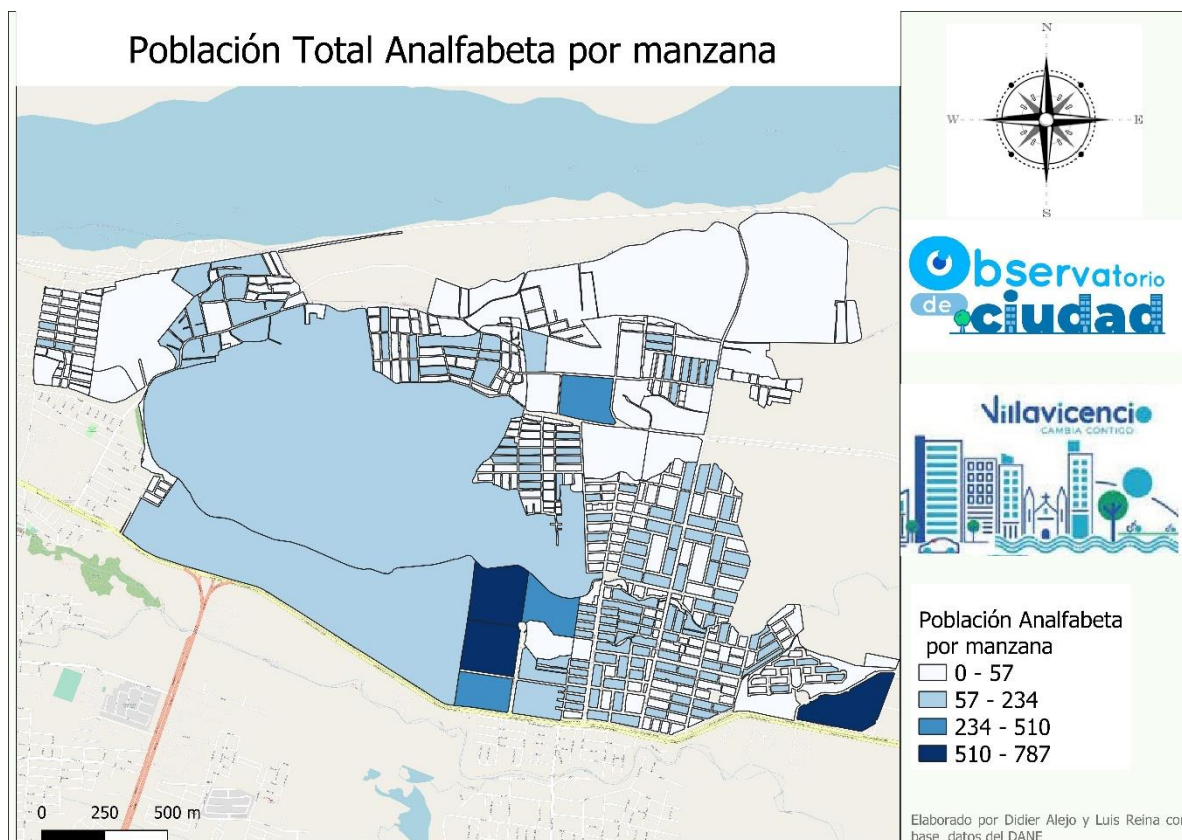 Población Total Analfabeta por manzana
N
W
E
S
Observatorio
de ciudad
Villavicencio
CAMBIA CONTIGO
Población Analfabeta
por manzana
0 - 57
57 - 234
234 - 510
510 - 787
0 250 500 m
Elaborado por Didier Alejo y Luis Reina con
base datos del DANE